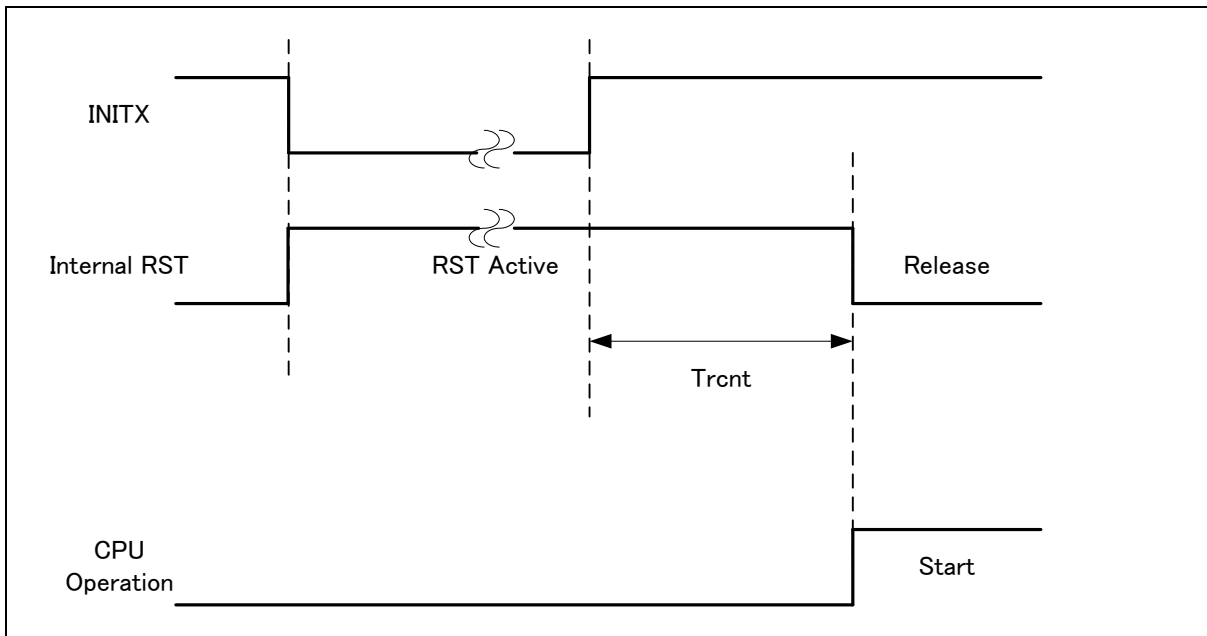 INITX
Internal RST
RST Active
Release
Trcnt
CPU
Operation
Start